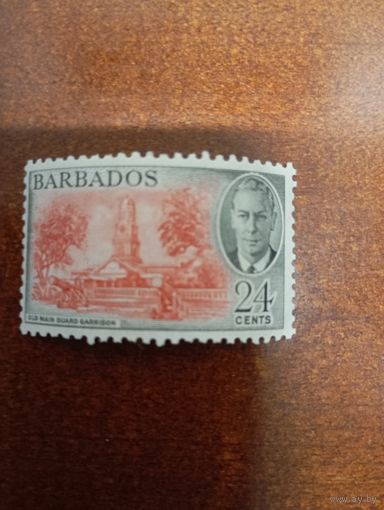 BARBADOS
24
CENTS
OLD MAIN GUARD GARRISON
www.ay.by